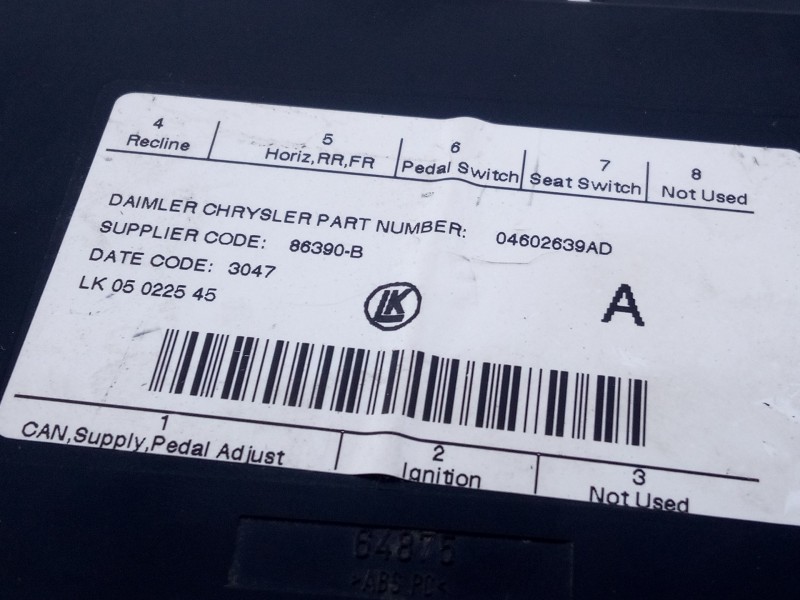 4 5 6 7 8
Recline Horiz,RR,FR Pedal Switch Seat Switch Not Used
DAIMLER CHRYSLER PART NUMBER: 04602639AD
SUPPLIER CODE: 86390-B
DATE CODE: 3047
LK 05 0225 45
LK
A
1 2 3
CAN,Supply,Pedal Adjust Ignition Not Used
64875
>ABS PC<